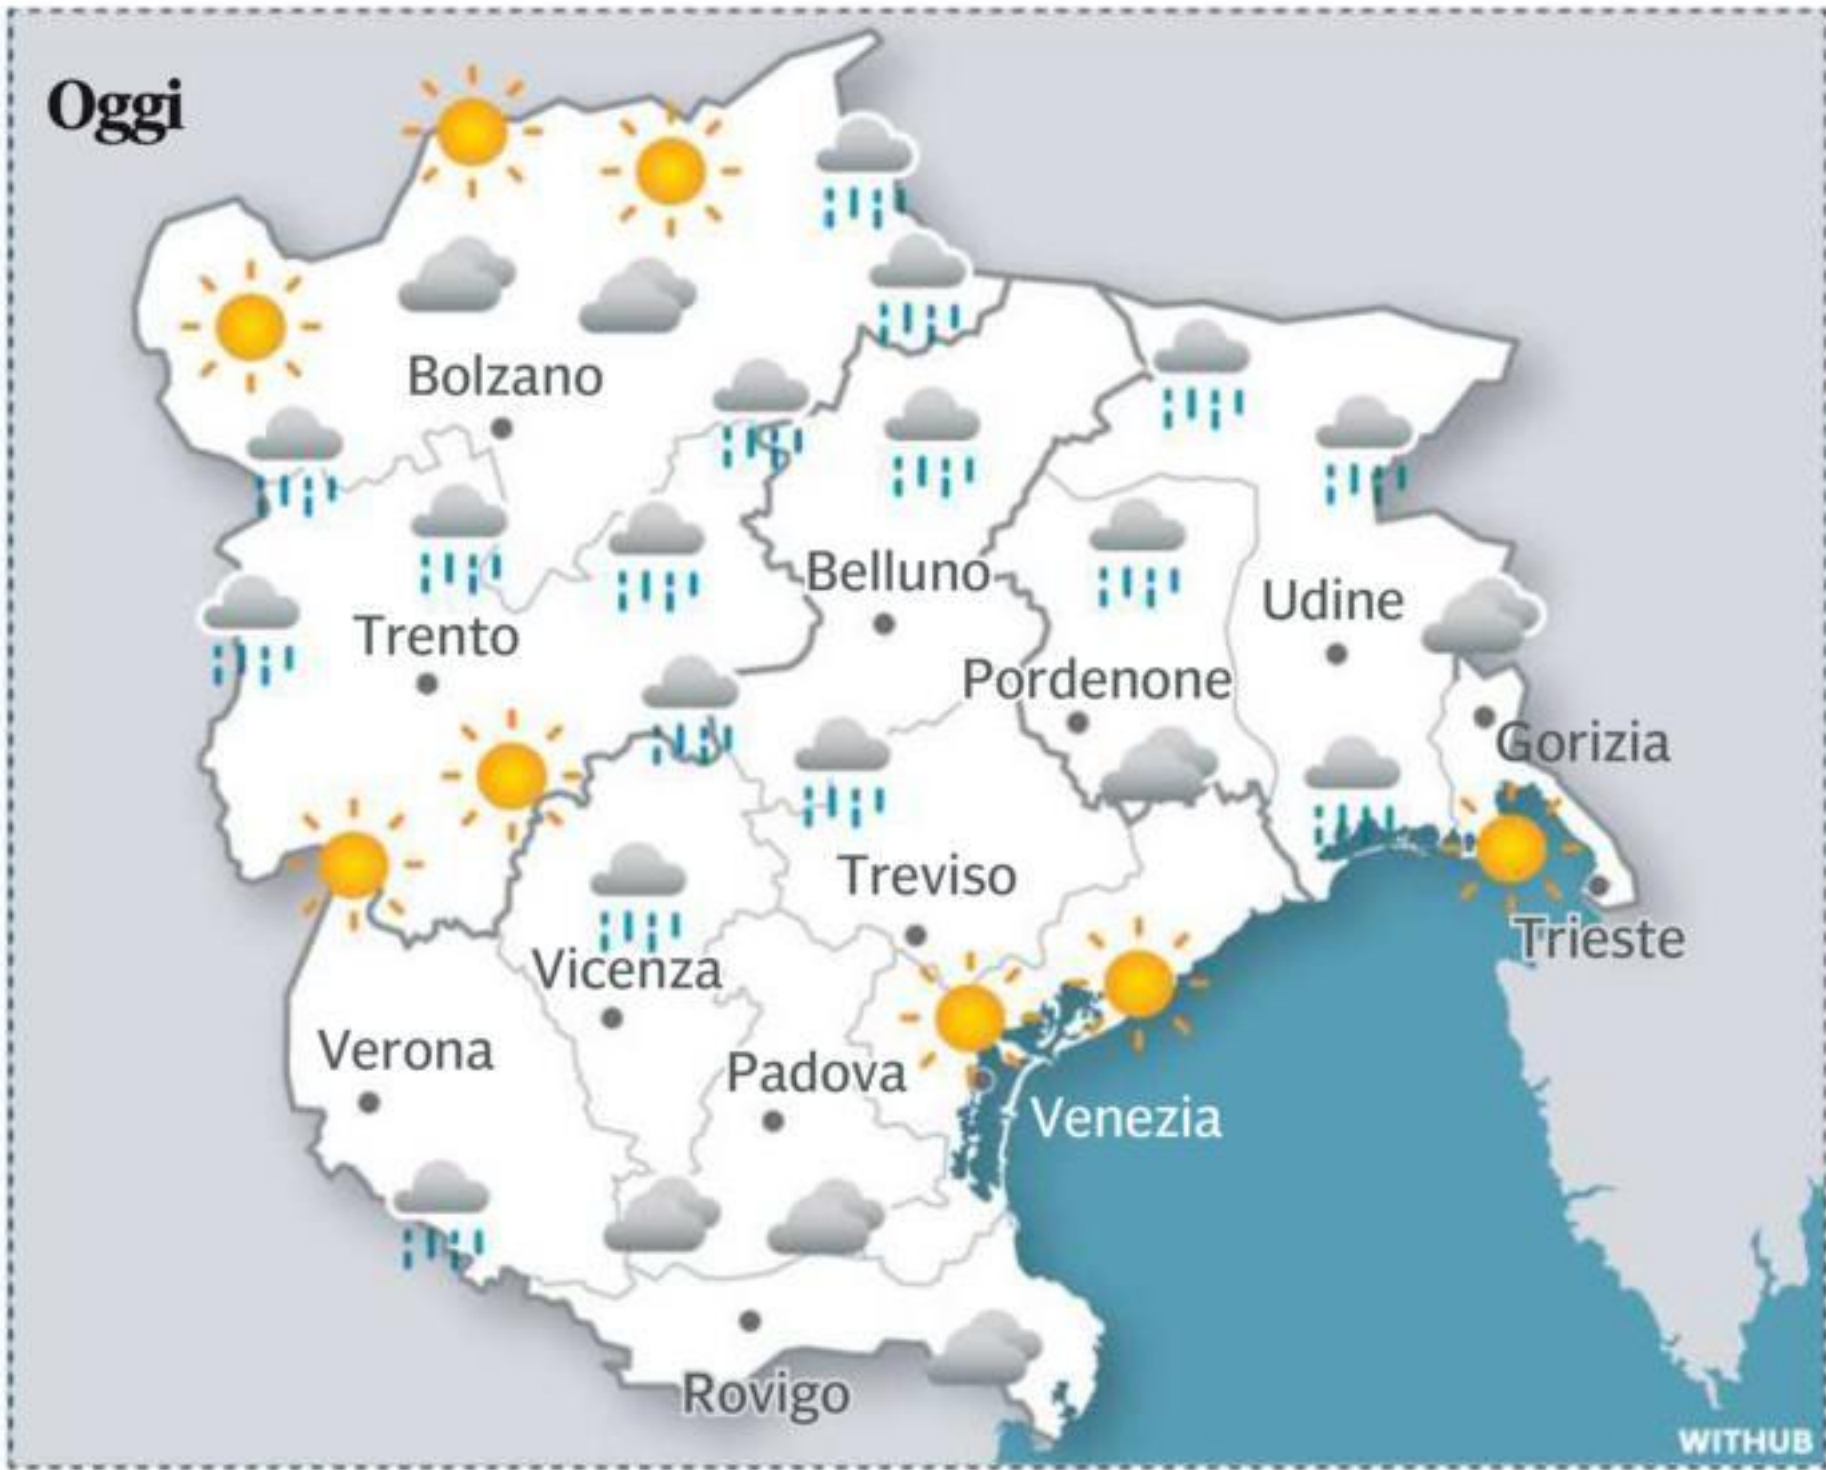 Oggi
Bolzano
Belluno
Udine
Trento
Pordenone
Gorizia
Treviso
Trieste
Vicenza
Verona
Padova
Venezia
Rovigo
WITHUB